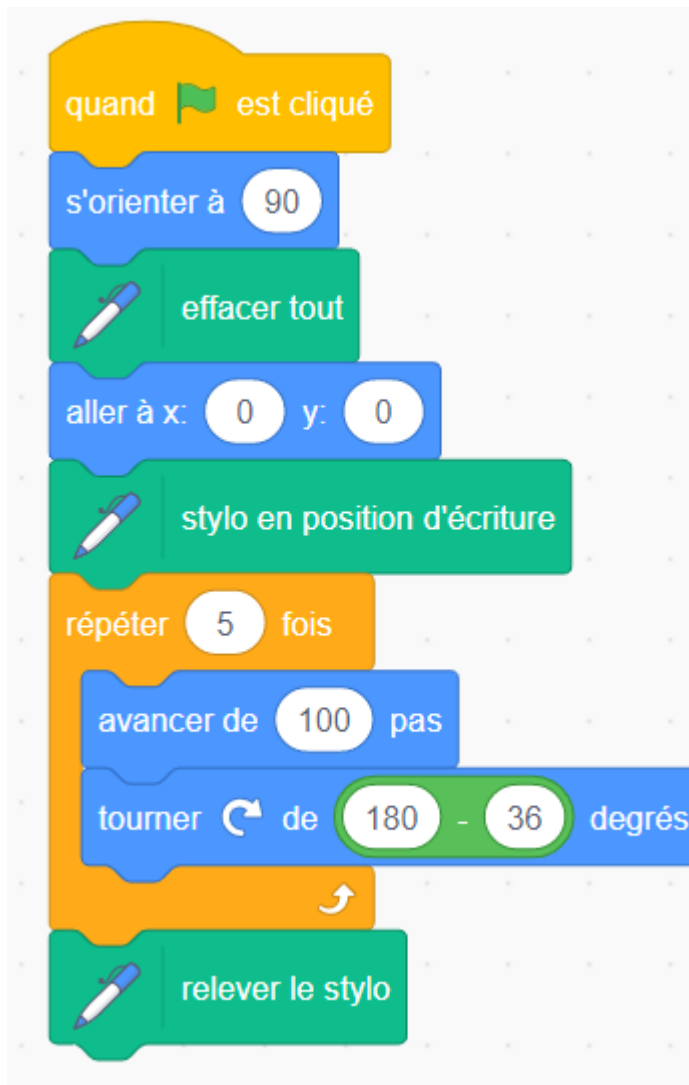 quand est cliqué
s'orienter à 90
effacer tout
aller à x: 0 y: 0
stylo en position d'écriture
répéter 5 fois
avancer de 100 pas
tourner de 180 - 36 degrés
relever le stylo